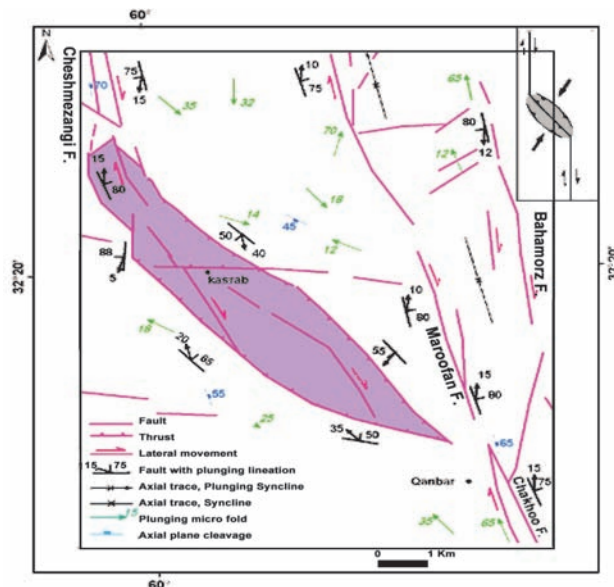 60°
N
Cheshmezangi F.
32°20'
70
75
15
35
32
10
75
65
80
12
12
70
15
80
18
14
45
50
40
12
88
5
kasrab
10
80
Maroofan F.
Bahamorz F.
32°20'
18
20
65
55
15
80
55
25
35
50
65
Fault
Thrust
Lateral movement
15 75 Fault with plunging lineation
Axial trace, Plunging Syncline
Axial trace, Syncline
15 Plunging micro fold
Axial plane cleavage
Qanbar
15
75
Chakhoo F.
35
65
0 1 Km
60°